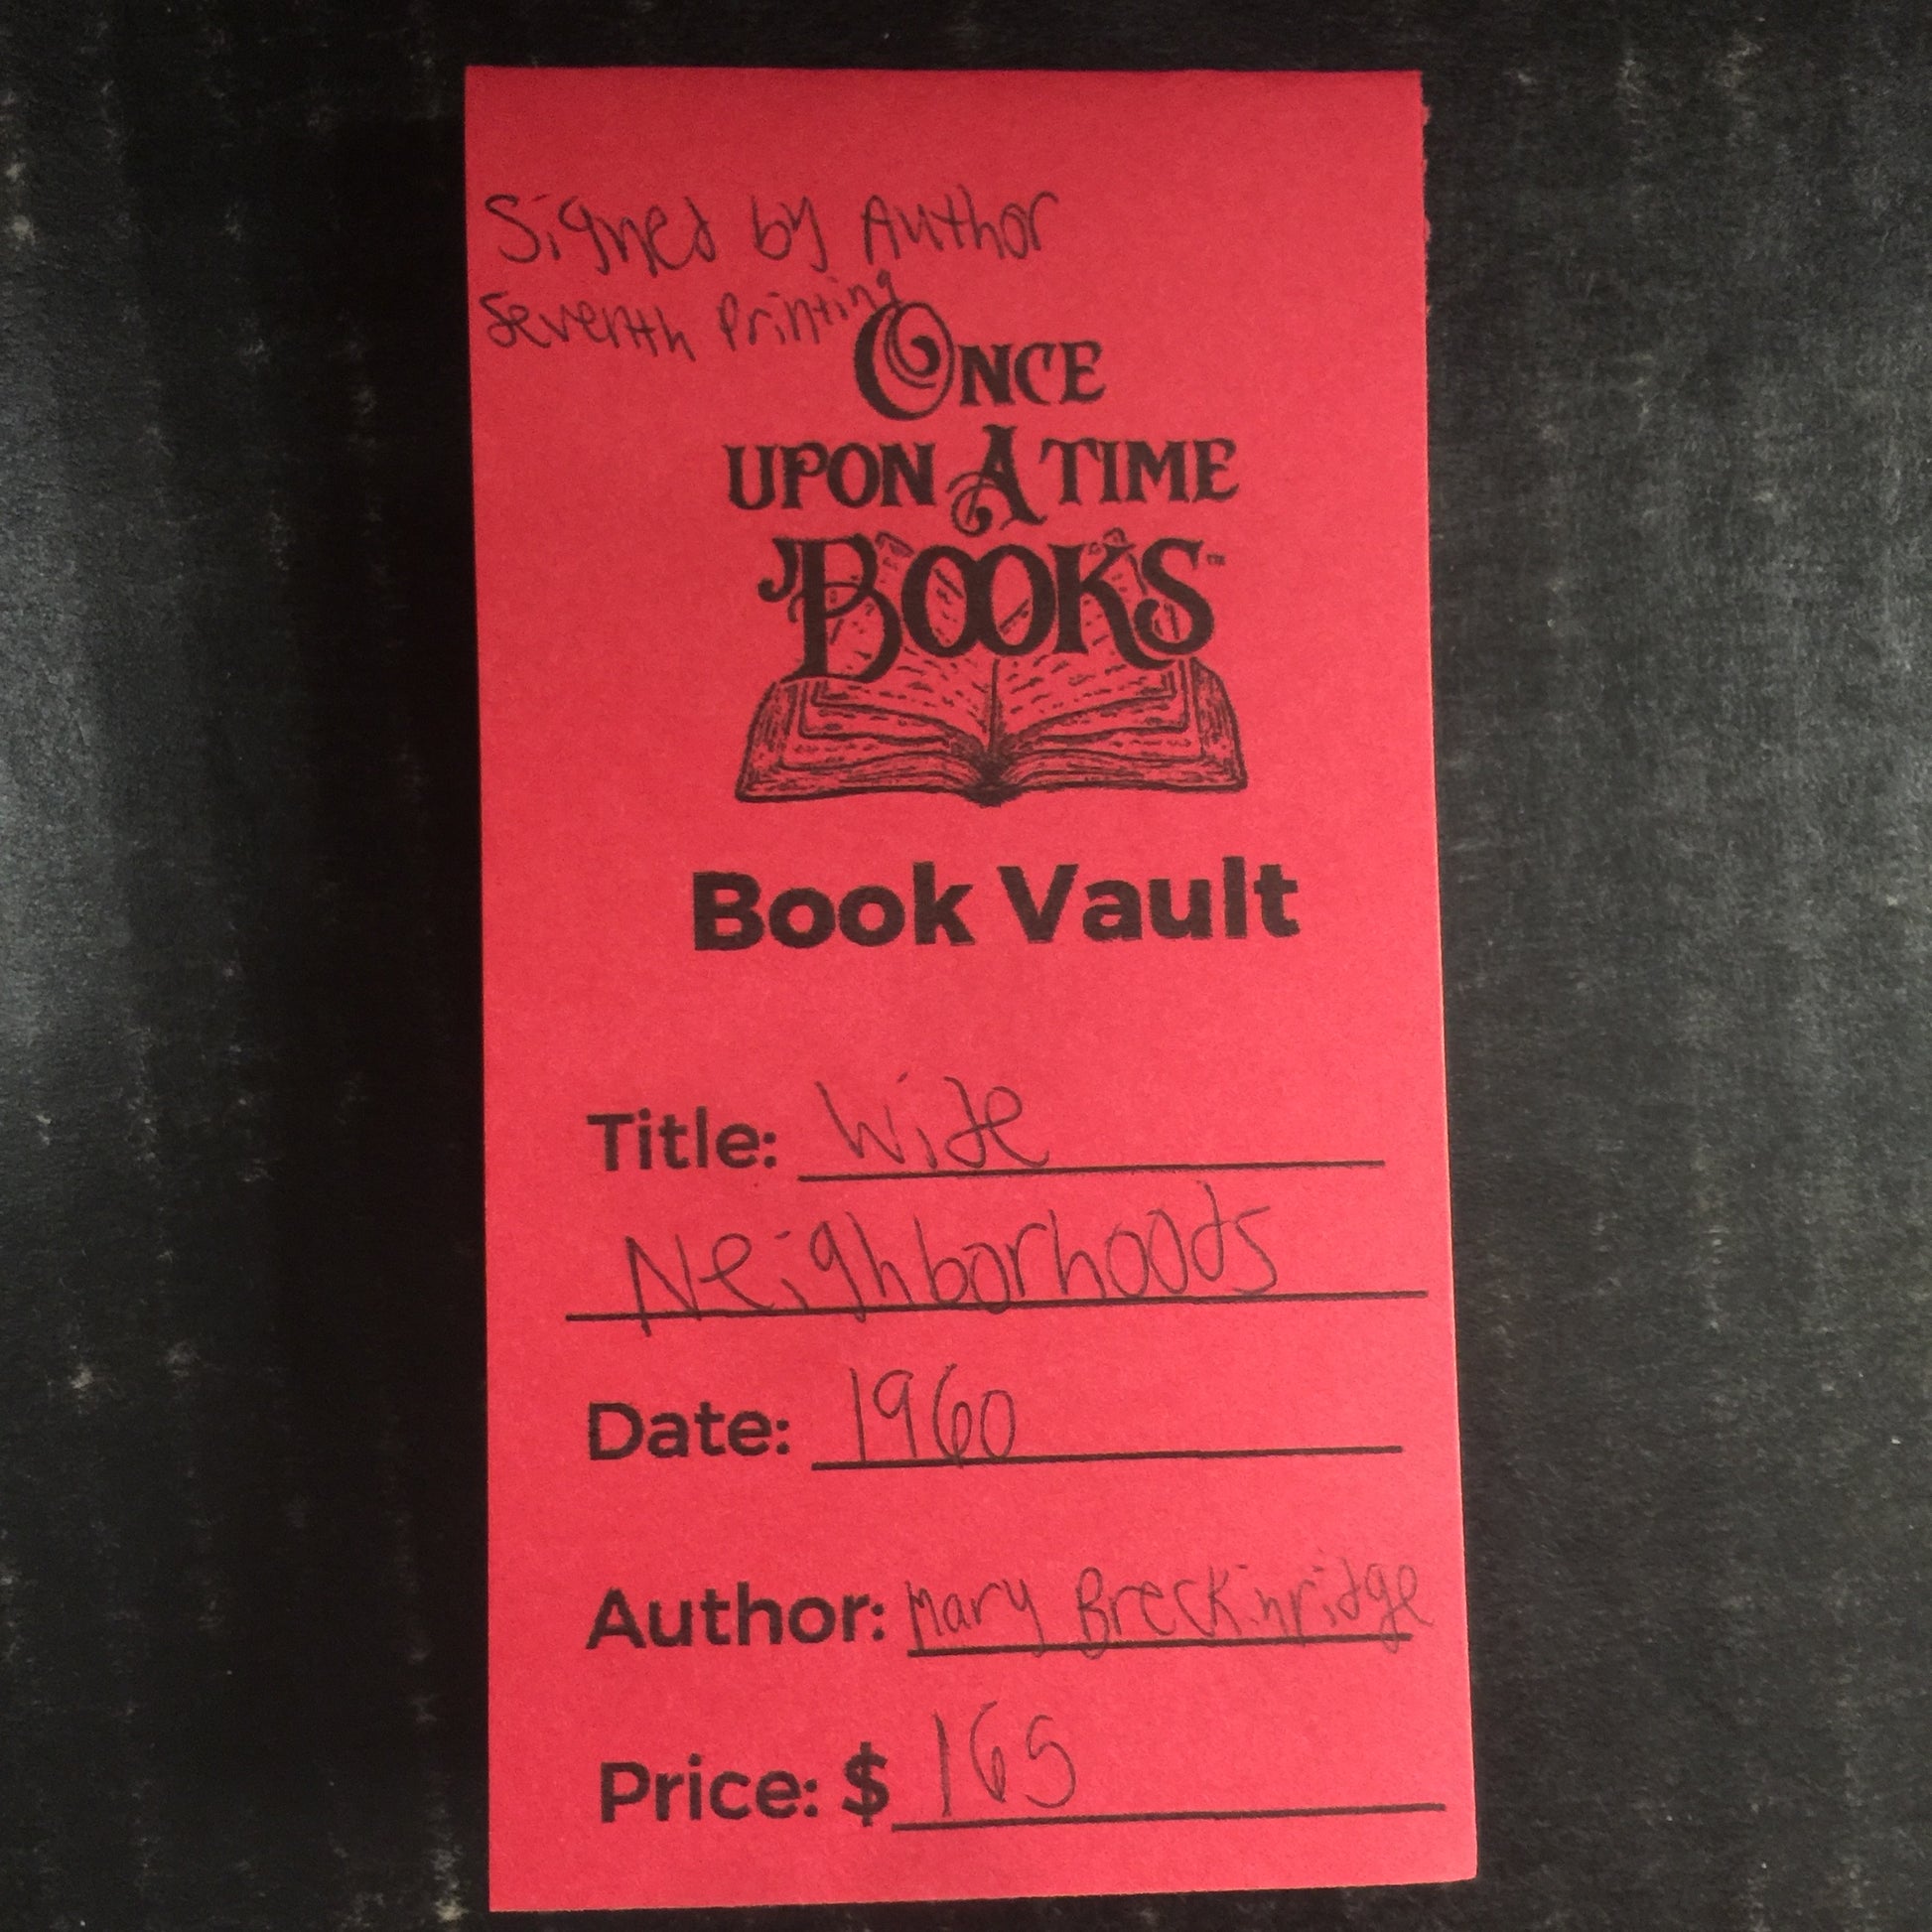 Signed by Author
Seventh Printing
ONCE
UPON A TIME
BOOKS™
Book Vault
Title: Wide
Neighborhoods
Date: 1960
Author: Mary Breckinridge
Price: $ 165